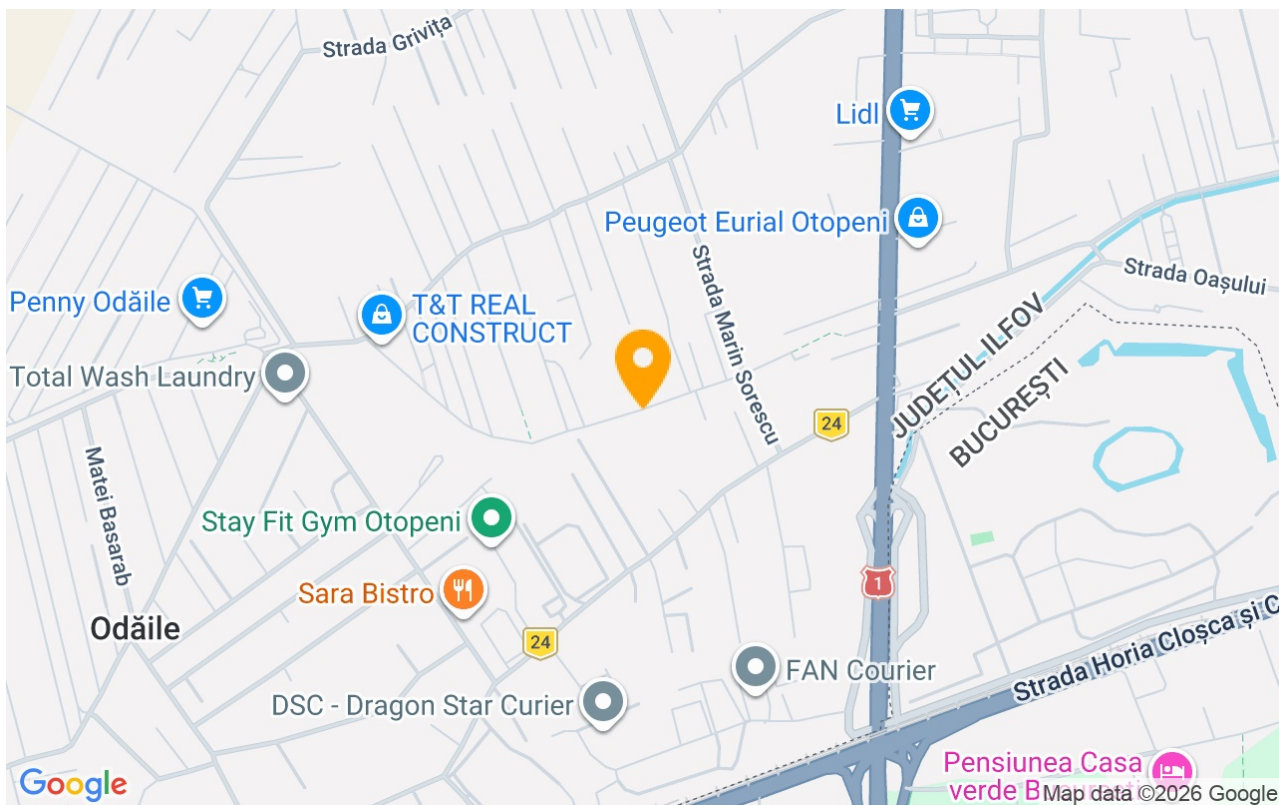 Strada Grivița
Lidl
Peugeot Eurial Otopeni
Strada Oașului
Penny Odăile
T&T REAL
CONSTRUCT
Strada Marin Sorescu
JUDEȚUL ILFOV
BUCUREȘTI
Total Wash Laundry
24
Matei Basarab
Stay Fit Gym Otopeni
Sara Bistro
1
Odăile
24
Strada Horia Cloșca și C
FAN Courier
DSC - Dragon Star Curier
Pensiunea Casa
verde
Google
Map data ©2026 Google